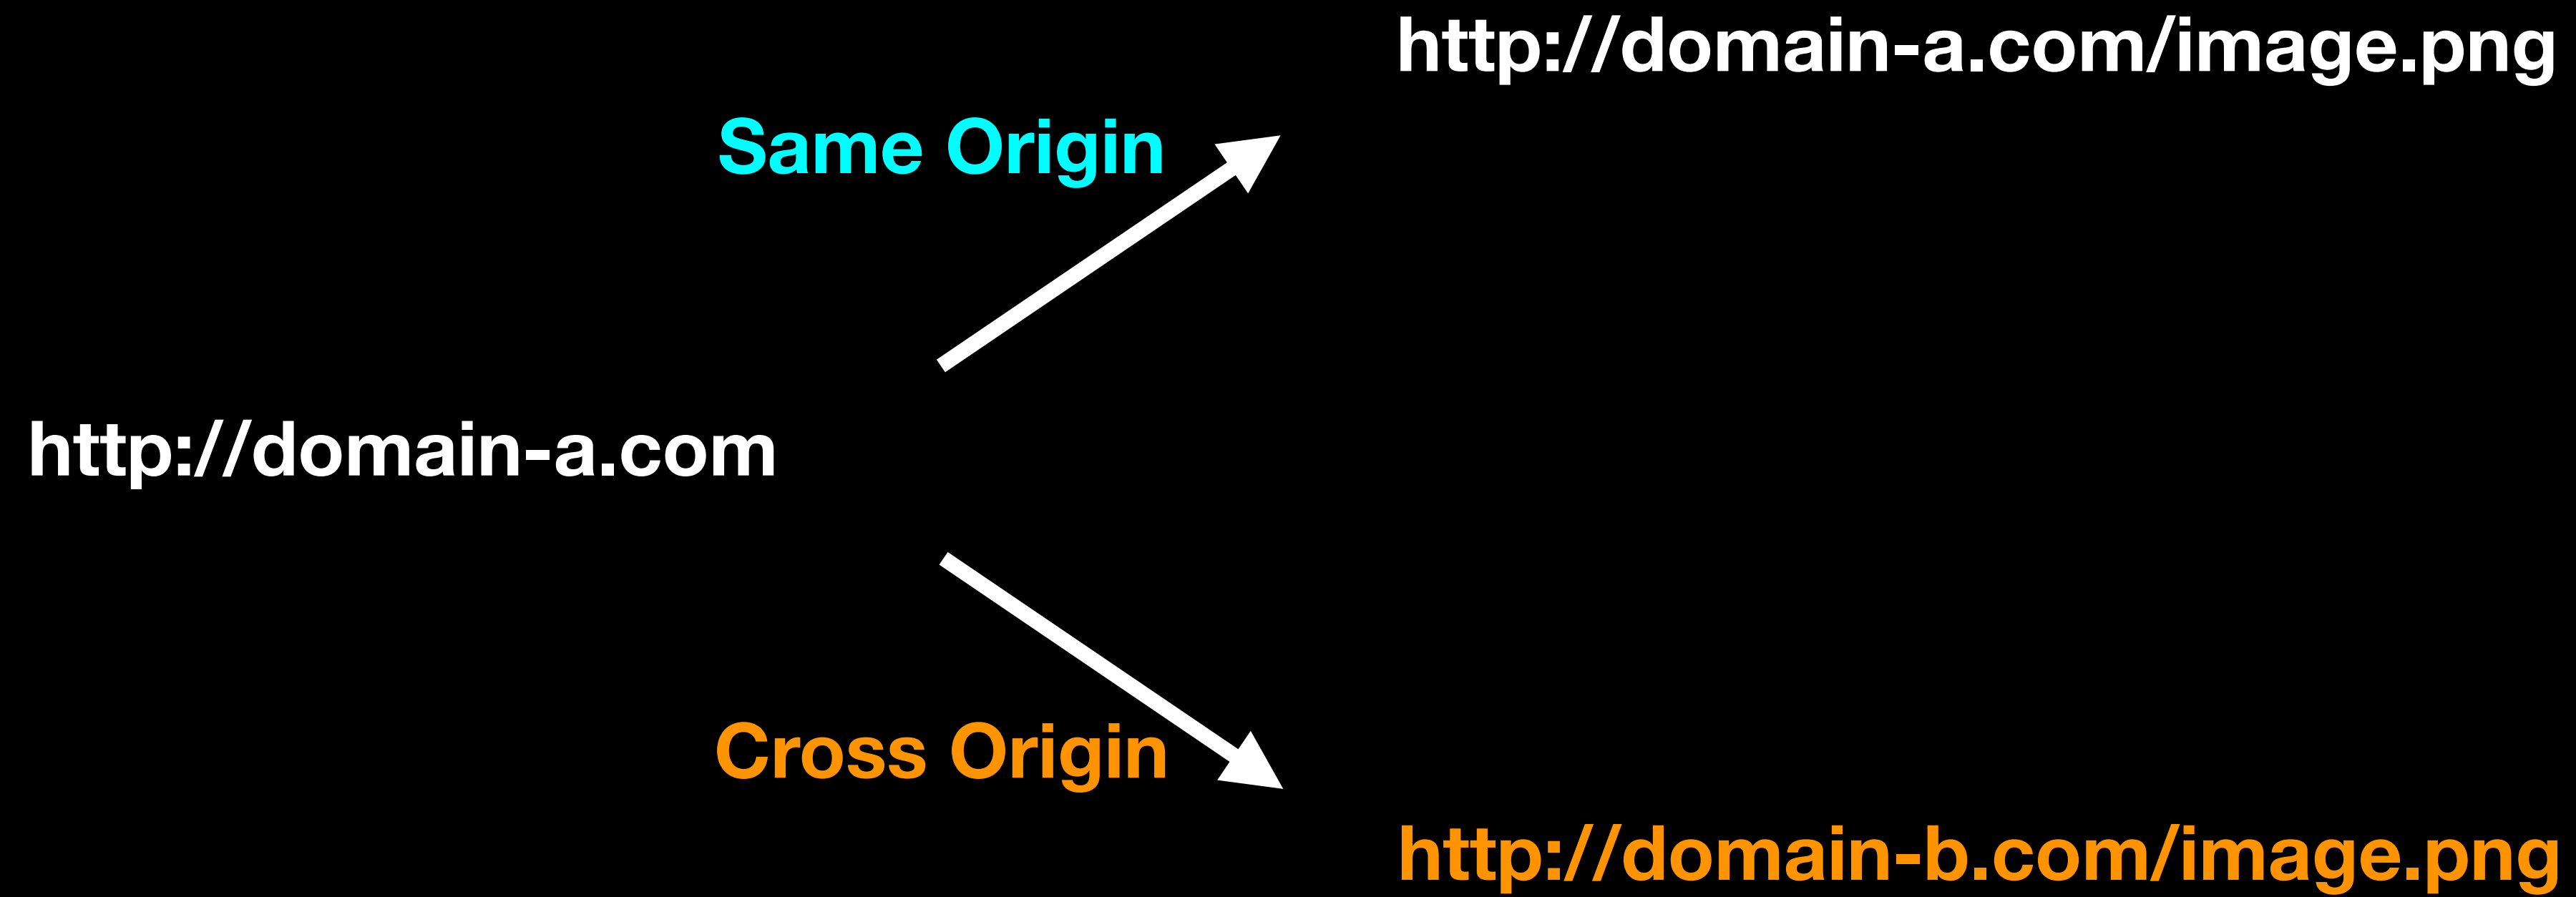 http://domain-a.com/image.png
Same Origin
http://domain-a.com
Cross Origin
http://domain-b.com/image.png